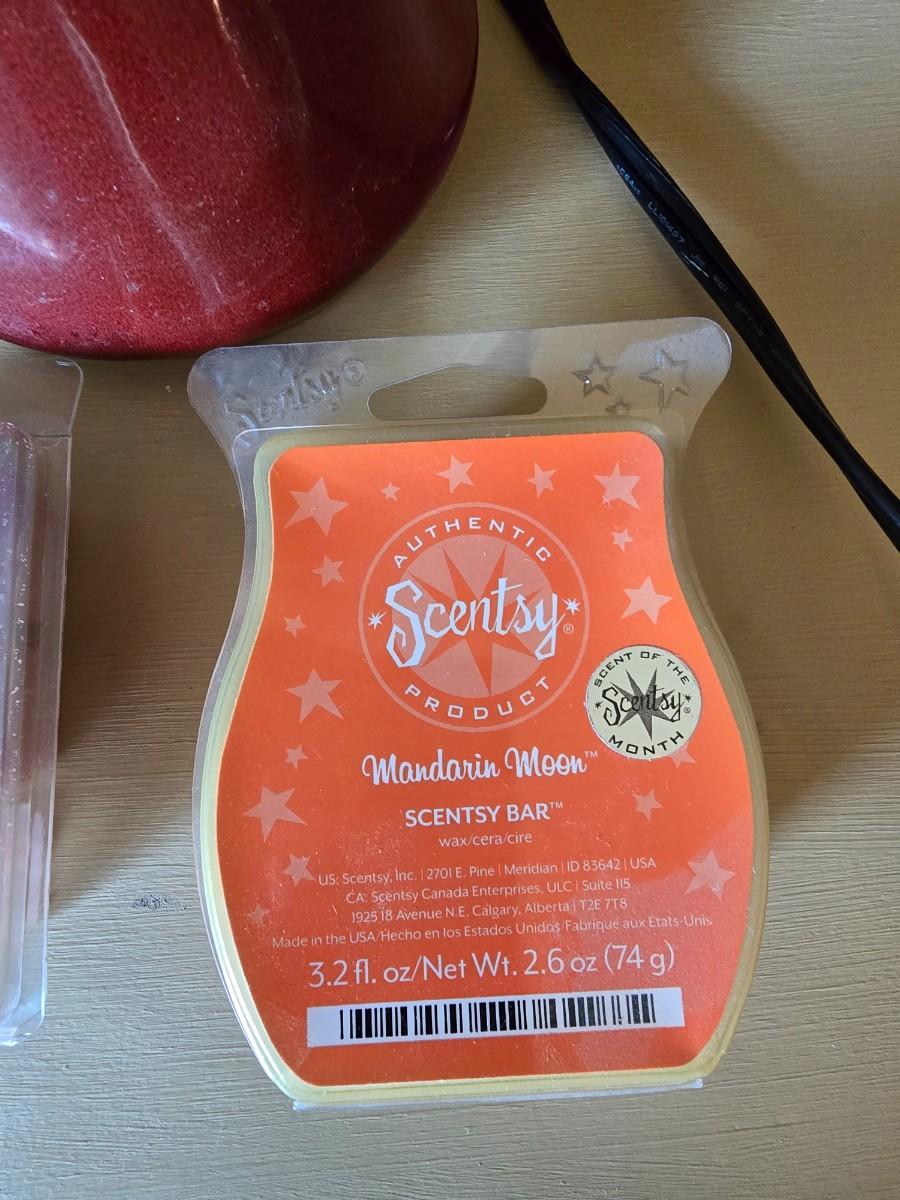 Scentsy®
LL101497
AUTHENTIC
Scentsy®
PRODUCT
SCENT OF THE
Scentsy®
MONTH
Mandarin Moon™
SCENTSY BAR™
wax/cera/cire
US: Scentsy, Inc. | 2701 E. Pine | Meridian | ID 83642 | USA
CA: Scentsy Canada Enterprises, ULC | Suite 115
1925 18 Avenue N.E. Calgary, Alberta | T2E 7T8
Made in the USA/Hecho en los Estados Unidos/Fabrique aux Etats-Unis
3.2 fl. oz/Net Wt. 2.6 oz (74 g)